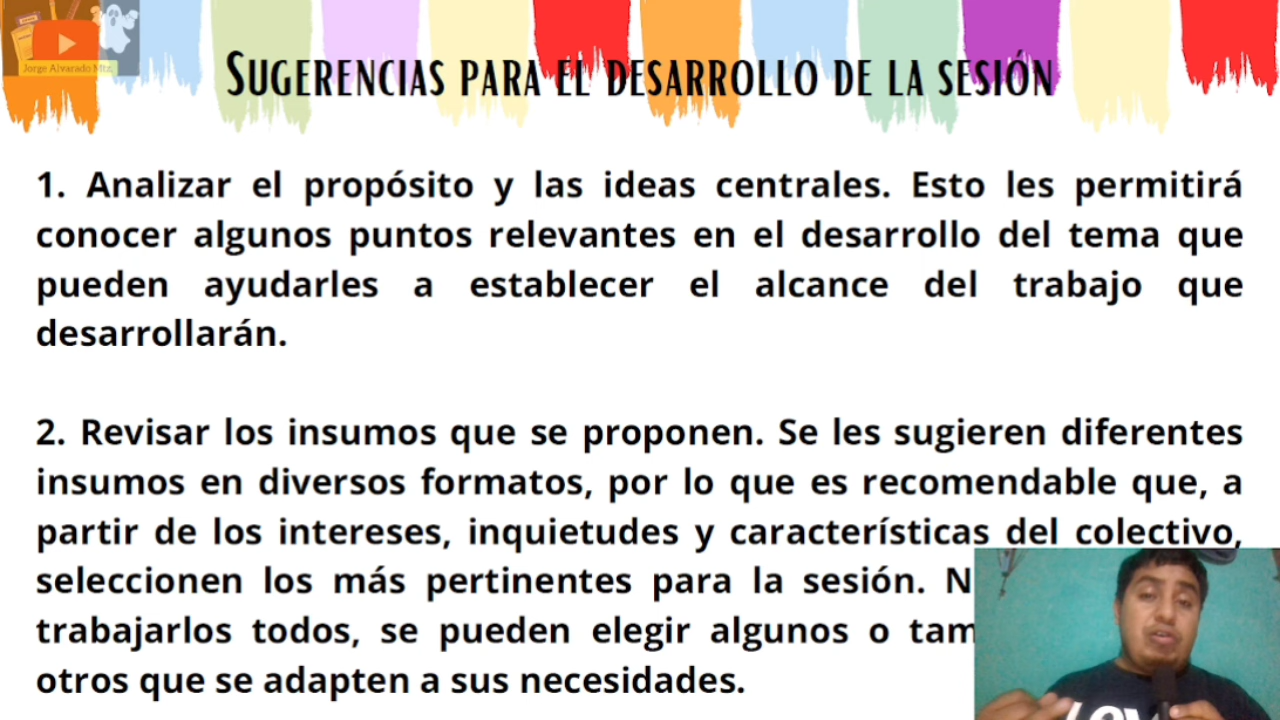 Jorge Alvarado Mtz.
SUGERENCIAS PARA EL DESARROLLO DE LA SESIÓN
1. Analizar el propósito y las ideas centrales. Esto les permitirá
conocer algunos puntos relevantes en el desarrollo del tema que
pueden ayudarles a establecer el alcance del trabajo que
desarrollarán.
2. Revisar los insumos que se proponen. Se les sugieren diferentes
insumos en diversos formatos, por lo que es recomendable que, a
partir de los intereses, inquietudes y características del colectivo,
seleccionen los más pertinentes para la sesión.
trabajarlos todos, se pueden elegir algunos o
otros que se adapten a sus necesidades.